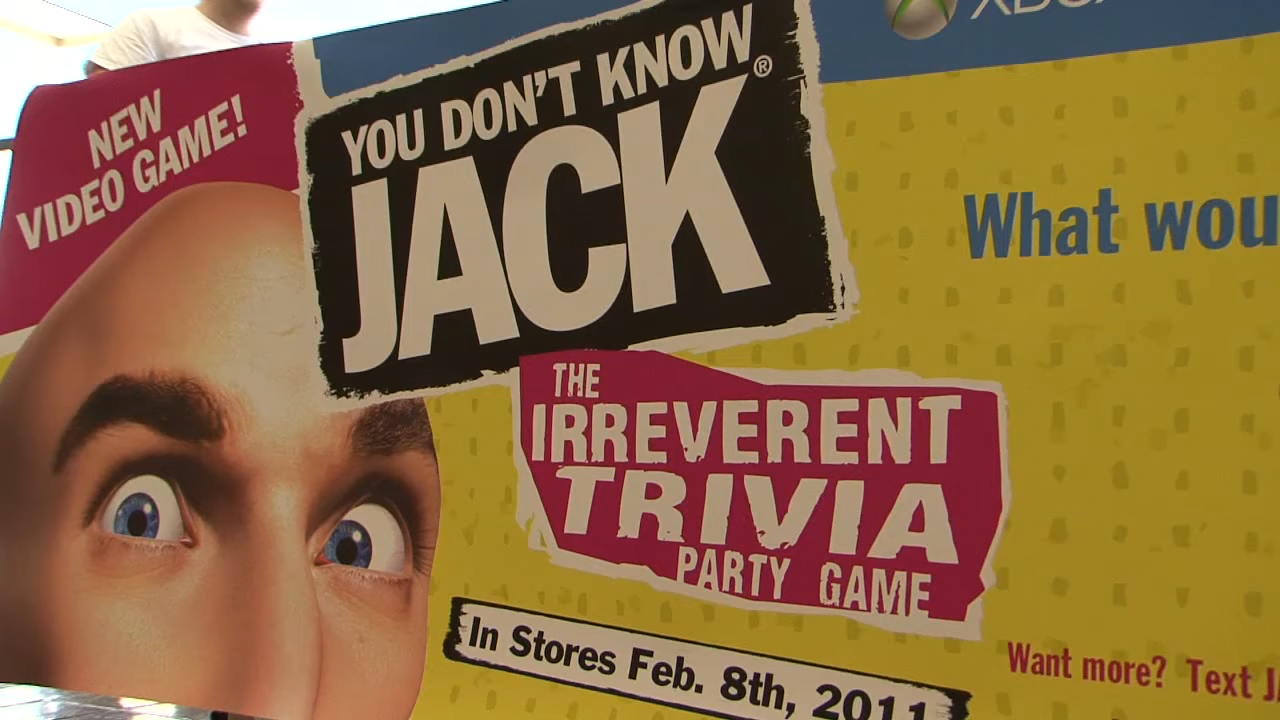 XBOX
NEW
VIDEO GAME!
YOU DON'T KNOW
JACK®
What wou
THE
IRREVERENT
TRIVIA
PARTY GAME
In Stores Feb. 8th, 2011
Want more? Text J